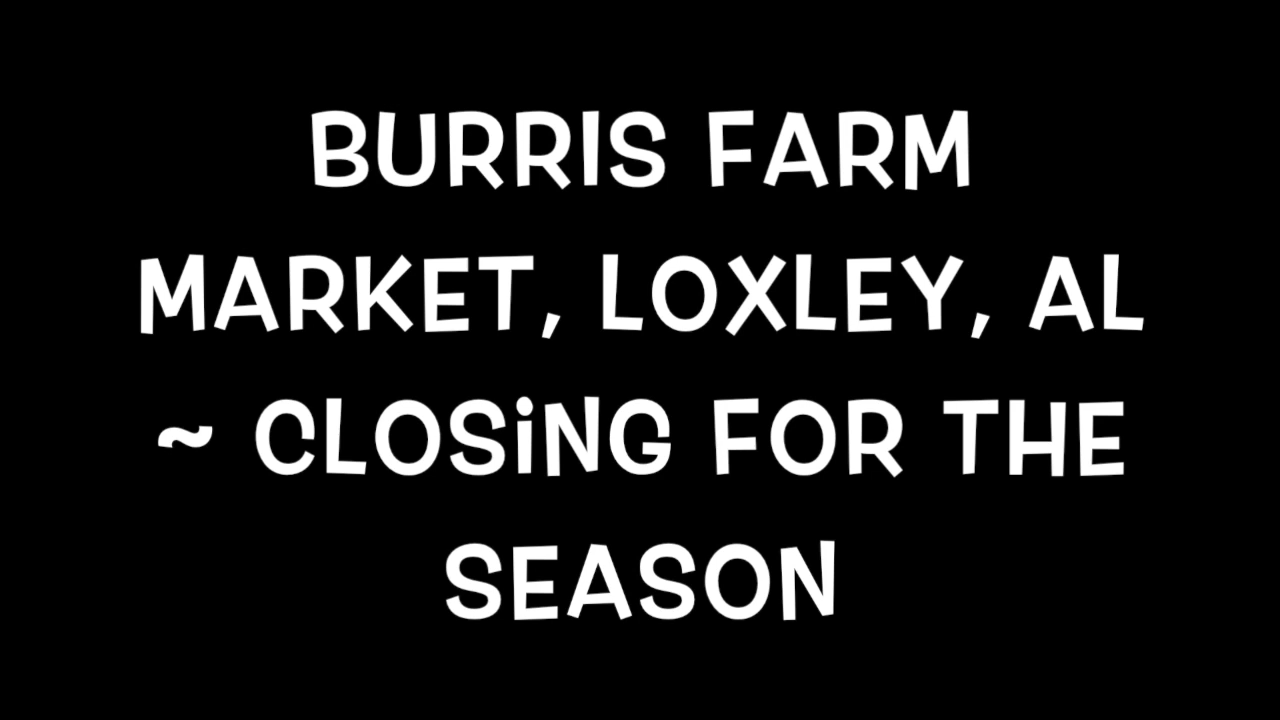 BURRIS FARM
MARKET, LOXLEY, AL
~ CLOSING FOR THE
SEASON